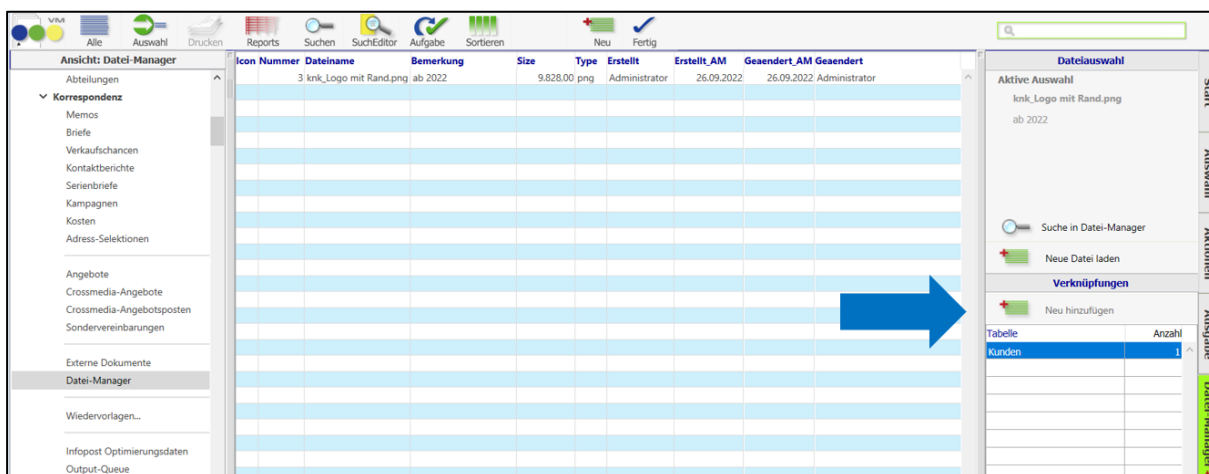 VM
Alle Auswahl Drucken Reports Suchen SuchEditor Aufgabe Sortieren Neu Fertig
Ansicht: Datei-Manager
Abteilungen
Korrespondenz
Memos
Briefe
Verkaufschancen
Kontaktberichte
Serienbriefe
Kampagnen
Kosten
Adress-Selektionen
Angebote
Crossmedia-Angebote
Crossmedia-Angebotsposten
Sondervereinbarungen
Externe Dokumente
Datei-Manager
Wiedervorlagen...
Infopost Optimierungsdaten
Output-Queue
Icon Nummer Dateiname Bemerkung Size Type Erstellt Erstellt_AM Geaendert_AM Geaendert
3 knk_Logo mit Rand.png ab 2022 9.828,00 png Administrator 26.09.2022 26.09.2022 Administrator
Dateiauswahl
Aktive Auswahl
knk_Logo mit Rand.png
ab 2022
Suche in Datei-Manager
Neue Datei laden
Verknüpfungen
Neu hinzufügen
Tabelle Anzahl
Kunden 1
Start
Auswahl
Aktionen
Ausgabe
Datei-Manager